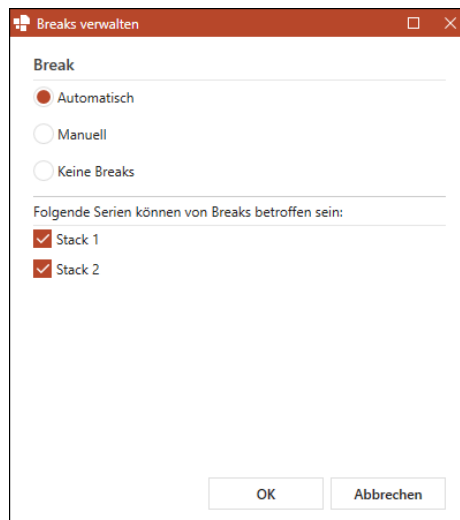 Breaks verwalten
Break
Automatisch
Manuell
Keine Breaks
Folgende Serien können von Breaks betroffen sein:
Stack 1
Stack 2
OK
Abbrechen